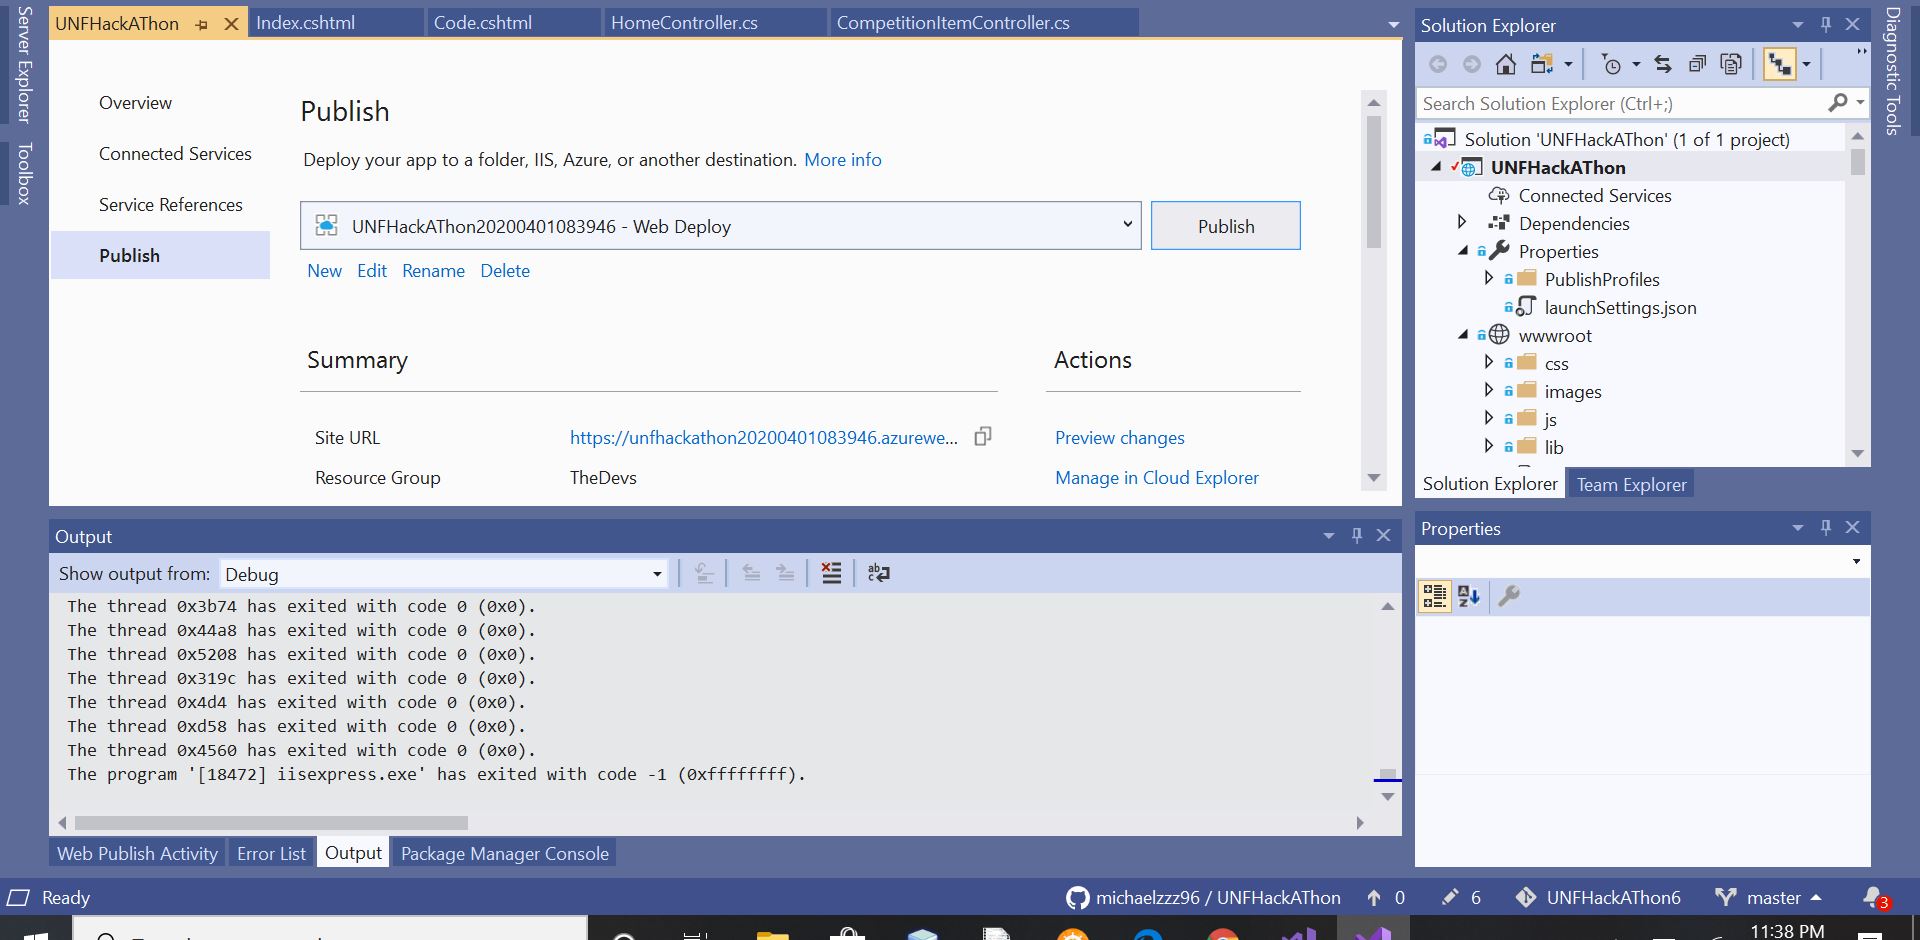 Server Explorer
Toolbox
UNFHackAThon
Index.cshtml
Code.cshtml
HomeController.cs
CompetitionItemController.cs
Overview
Connected Services
Service References
Publish
Publish
Deploy your app to a folder, IIS, Azure, or another destination. More info
UNFHackAThon20200401083946 - Web Deploy
Publish
New Edit Rename Delete
Summary
Actions
Site URL
https://unfhackathon20200401083946.azurewe...
Preview changes
Resource Group
TheDevs
Manage in Cloud Explorer
Output
Show output from: Debug
The thread 0x3b74 has exited with code 0 (0x0).
The thread 0x44a8 has exited with code 0 (0x0).
The thread 0x5208 has exited with code 0 (0x0).
The thread 0x319c has exited with code 0 (0x0).
The thread 0x4d4 has exited with code 0 (0x0).
The thread 0xd58 has exited with code 0 (0x0).
The thread 0x4560 has exited with code 0 (0x0).
The program '[18472] iisexpress.exe' has exited with code -1 (0xffffffff).
Web Publish Activity
Error List
Output
Package Manager Console
Solution Explorer
Search Solution Explorer (Ctrl+;)
Solution 'UNFHackAThon' (1 of 1 project)
UNFHackAThon
Connected Services
Dependencies
Properties
PublishProfiles
launchSettings.json
wwwroot
css
images
js
lib
Solution Explorer
Team Explorer
Properties
Diagnostic Tools
Ready
michaelzzz96 / UNFHackAThon
0
6
UNFHackAThon6
master
3
11:38 PM